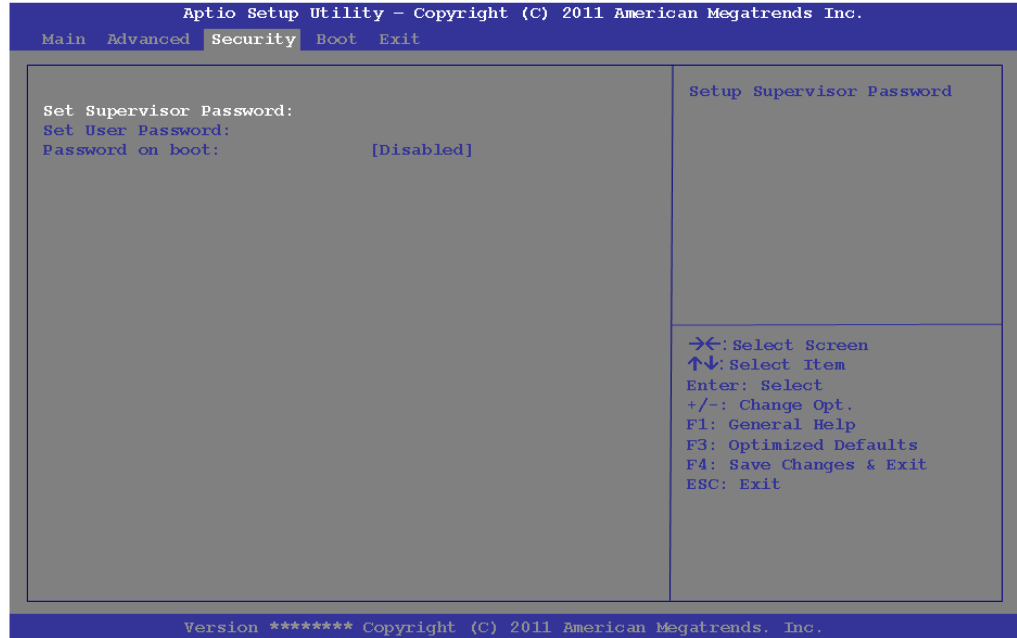 Aptio Setup Utility – Copyright (C) 2011 American Megatrends Inc.
Main Advanced Security Boot Exit
Set Supervisor Password:
Set User Password:
Password on boot: [Disabled]
Setup Supervisor Password
→←: Select Screen
↑↓: Select Item
Enter: Select
+/-: Change Opt.
F1: General Help
F3: Optimized Defaults
F4: Save Changes & Exit
ESC: Exit
Version ******** Copyright (C) 2011 American Megatrends. Inc.